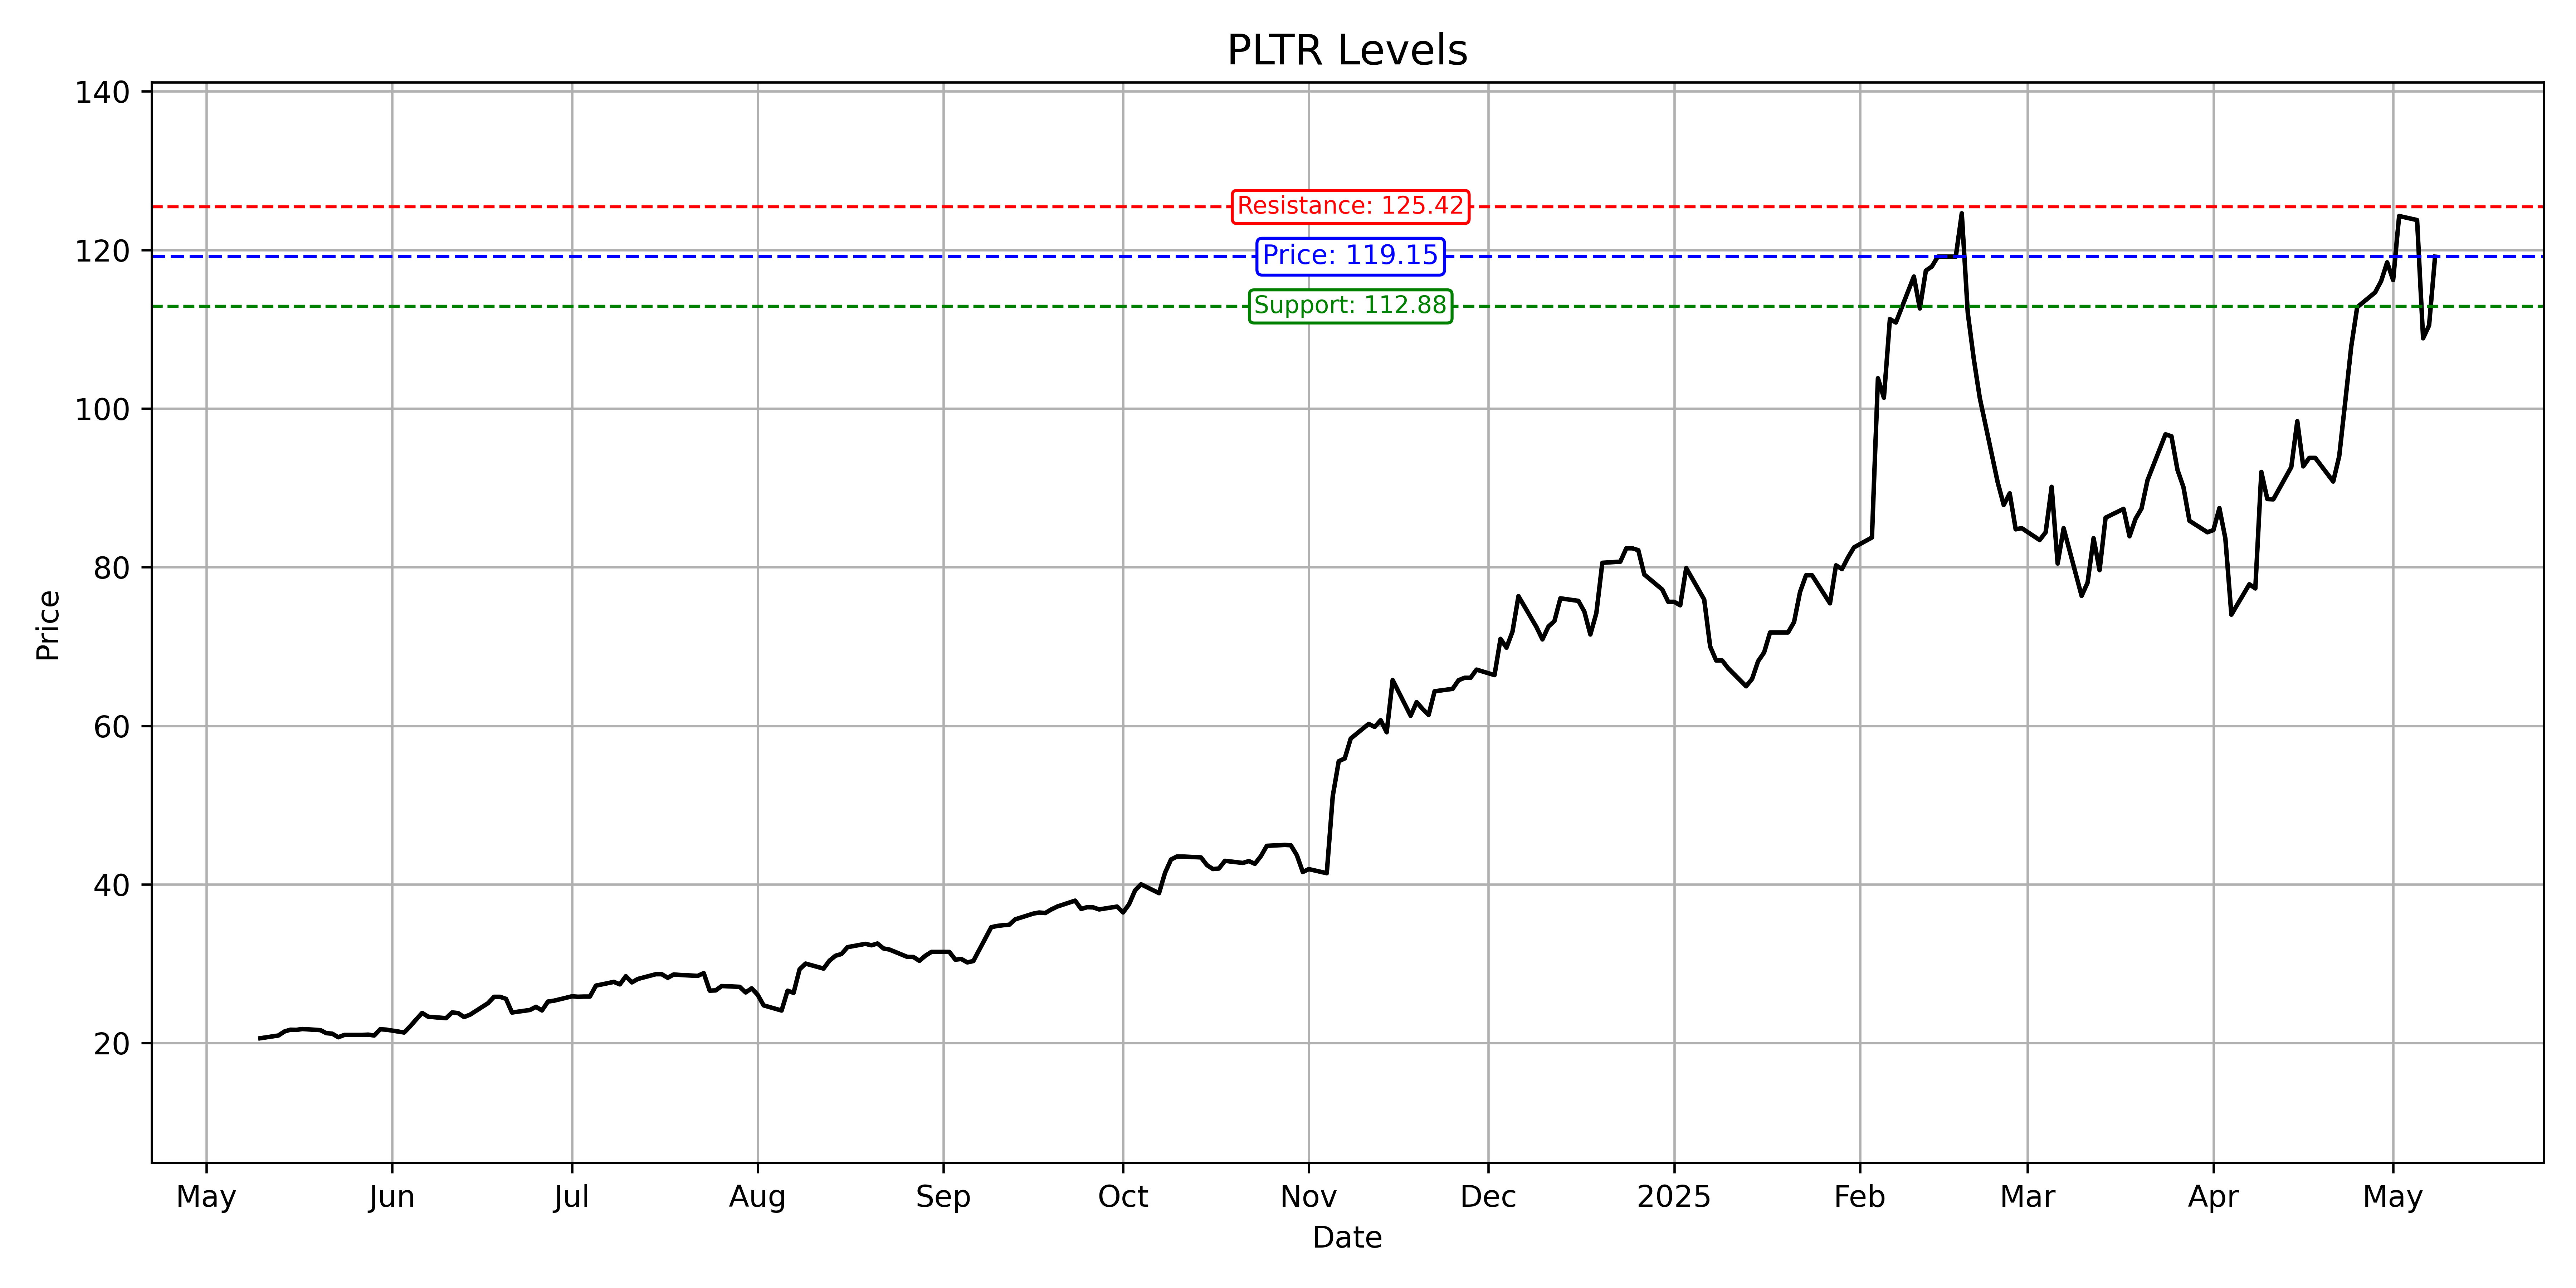 PLTR Levels
140
120
100
80
60
40
20
Price
Resistance: 125.42
Price: 119.15
Support: 112.88
May Jun Jul Aug Sep Oct Nov Dec 2025 Feb Mar Apr May
Date